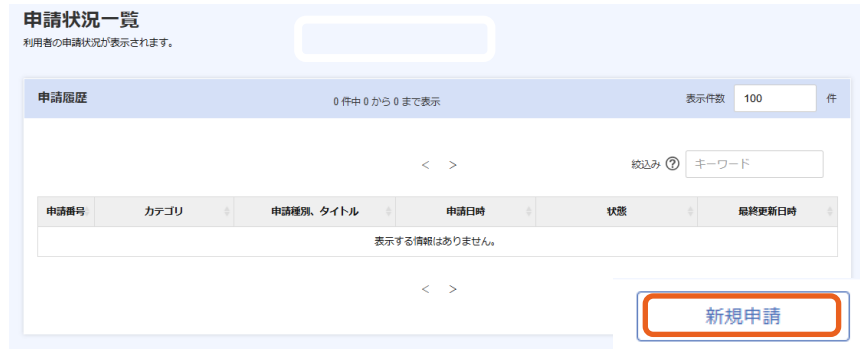 申請状況一覧
利用者の申請状況が表示されます。
申請履歴 0 件中 0 から 0 まで表示 表示件数 100 件
< > 絞込み ? キーワード
申請番号 カテゴリ 申請種別、タイトル 申請日時 状態 最終更新日時
表示する情報はありません。
< >
新規申請